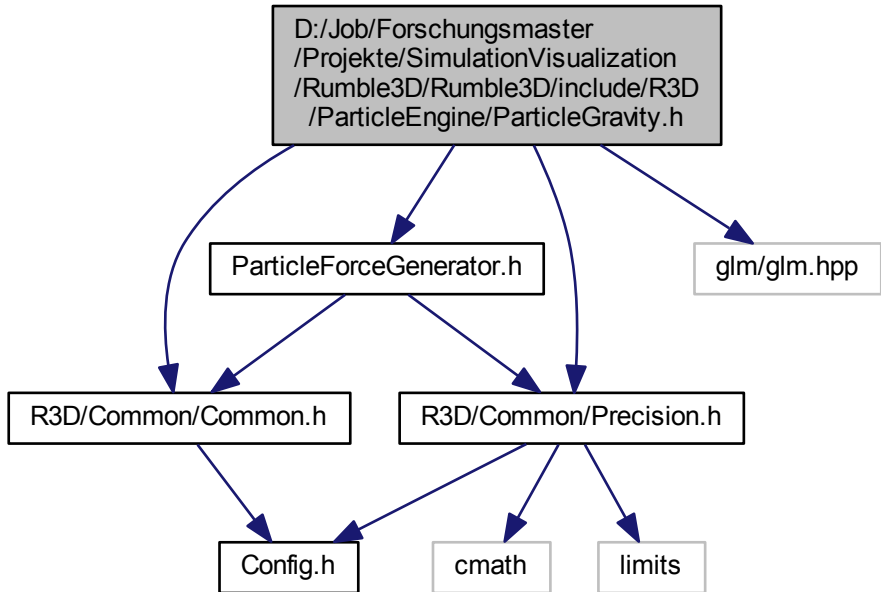 D:/Job/Forschungsmaster
/Projekte/SimulationVisualization
/Rumble3D/Rumble3D/include/R3D
/ParticleEngine/ParticleGravity.h
ParticleForceGenerator.h
glm/glm.hpp
R3D/Common/Common.h
R3D/Common/Precision.h
Config.h
cmath
limits